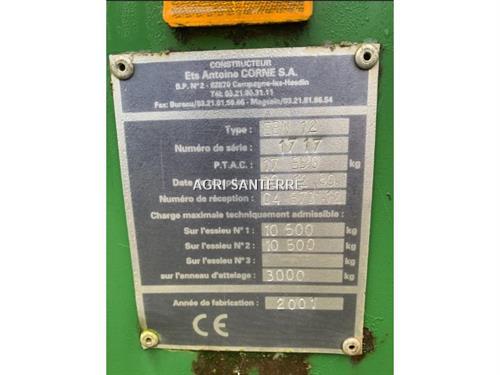 CONSTRUCTEUR
Ets Antoine CORNE S.A.
B.P. N°2 - 62870 Campagne-les-Hesdin
Tél: 03.21.90.31.11
Fax: Bureau/03.21.81.59.66 - Magasin/03.21.81.86.54
Type : 12
Numéro de série : 1717
P.T.A.C. : kg
Date
AGRI SANTERRE
Numéro de réception :
Charge maximale techniquement admissible :
Sur l'essieu N°1 : 10 500 kg
Sur l'essieu N°2 : 10 500 kg
Sur l'essieu N°3 : kg
sur l'anneau d'attelage : 3000 kg
Année de fabrication : 2001
CE